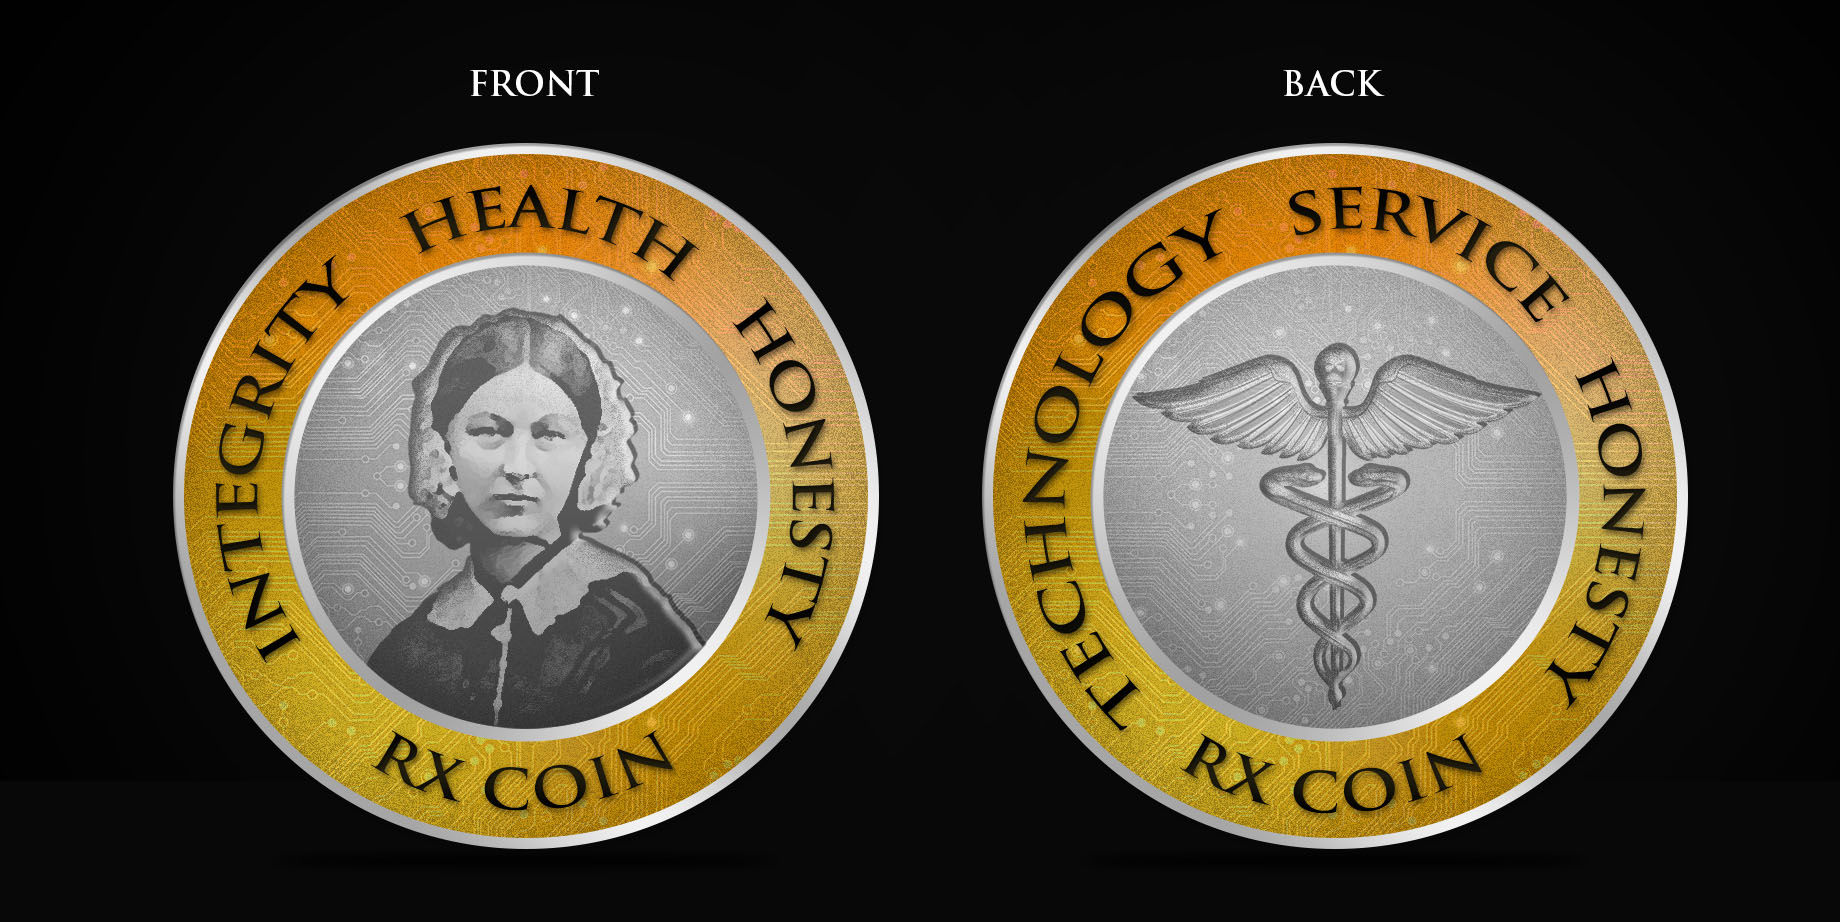 FRONT
INTEGRITY HEALTH HONESTY
RX COIN
BACK
TECHNOLOGY SERVICE HONESTY
RX COIN